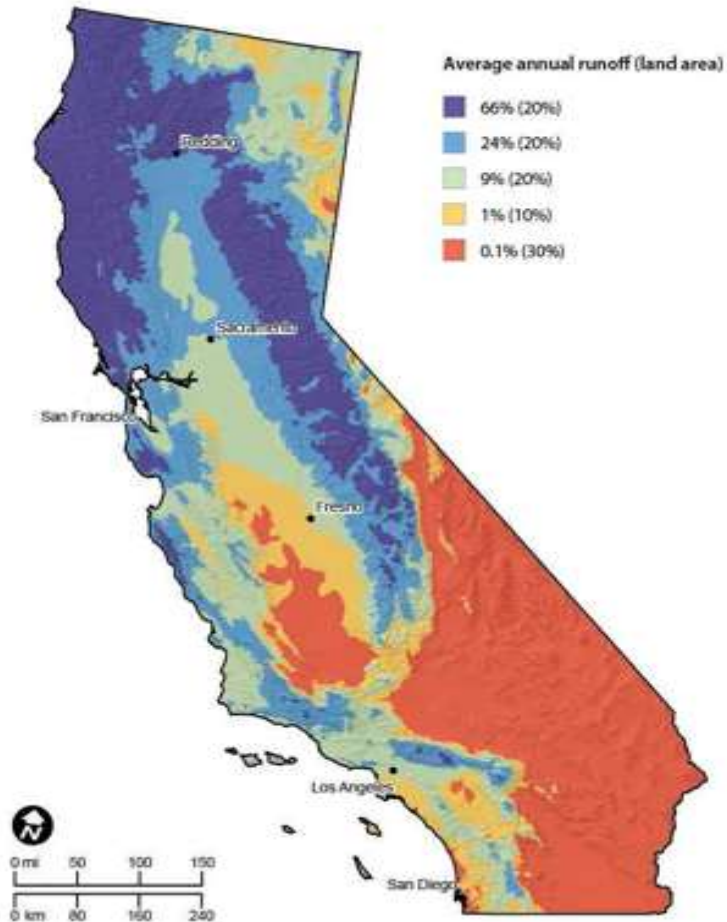 Average annual runoff (land area)
66% (20%)
24% (20%)
9% (20%)
1% (10%)
0.1% (30%)
Redding
Sacramento
San Francisco
Fresno
Los Angeles
San Diego
N
0 mi 50 100 150
0 km 80 160 240